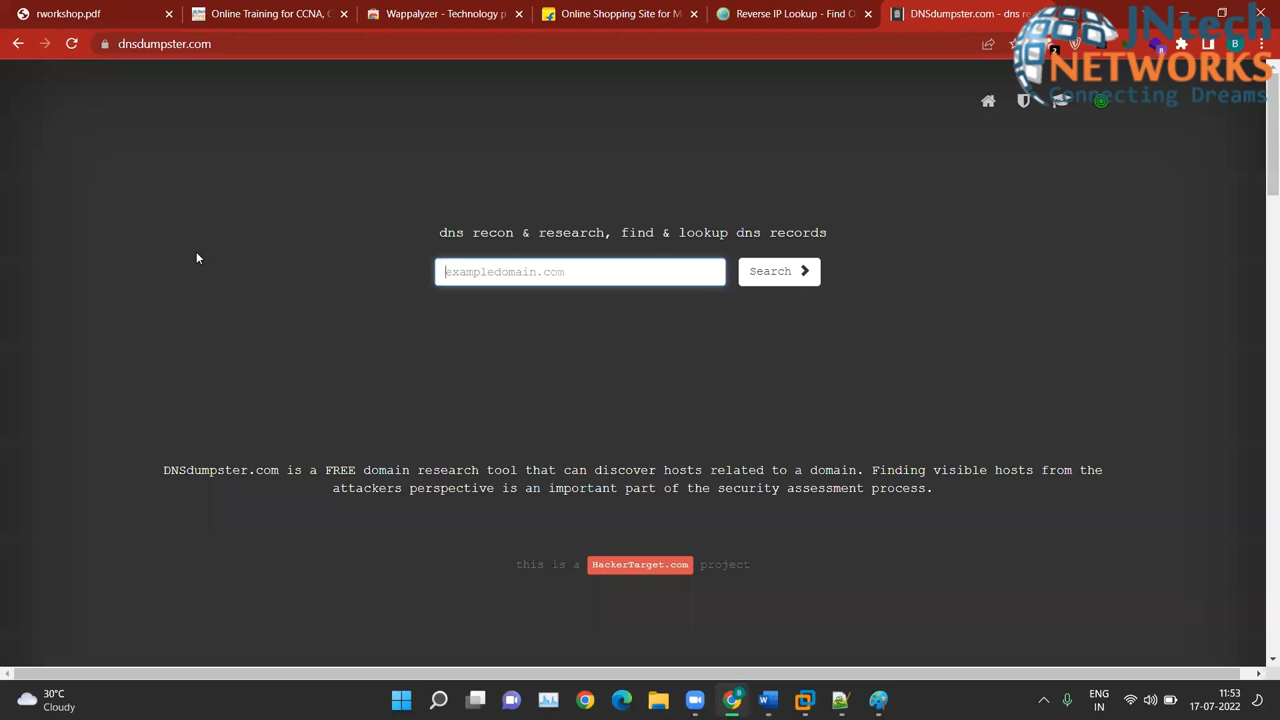 rworkshop.pdf
Online Training for CCNA, C
Wappalyzer - Technology p
Online Shopping Site for M
Reverse IP Lookup - Find O
DNSdumpster.com - dns re
dnsdumpster.com
JNtech
NETWORKS
Connecting Dreams
dns recon & research, find & lookup dns records
exampledomain.com
Search
DNSdumpster.com is a FREE domain research tool that can discover hosts related to a domain. Finding visible hosts from the
attackers perspective is an important part of the security assessment process.
this is a HackerTarget.com project
30°C
Cloudy
ENG
IN
11:53
17-07-2022